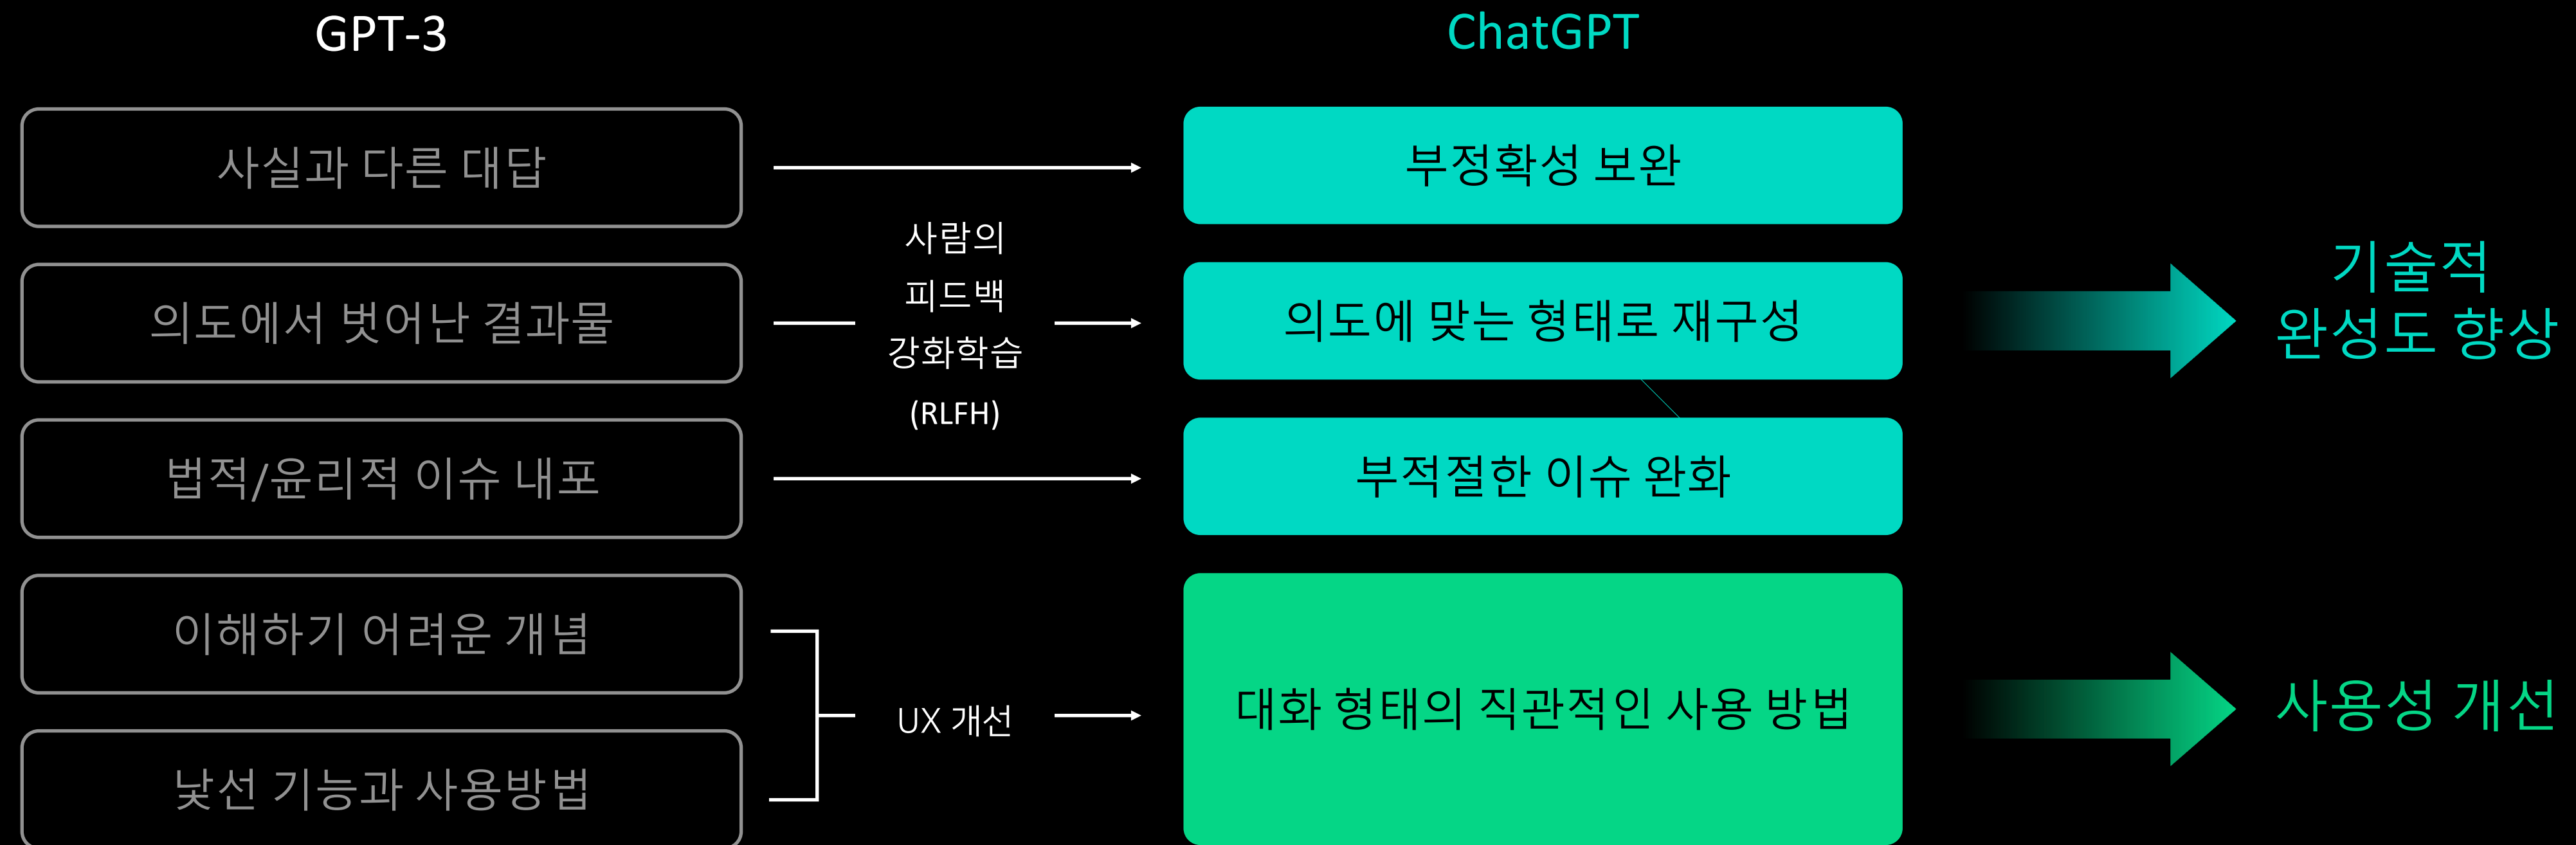 GPT-3
ChatGPT
사실과 다른 대답
부정확성 보완
의도에서 벗어난 결과물
사람의
피드백
강화학습
(RLFH)
의도에 맞는 형태로 재구성
법적/윤리적 이슈 내포
부적절한 이슈 완화
기술적
완성도 향상
이해하기 어려운 개념
낯선 기능과 사용방법
UX 개선
대화 형태의 직관적인 사용 방법
사용성 개선